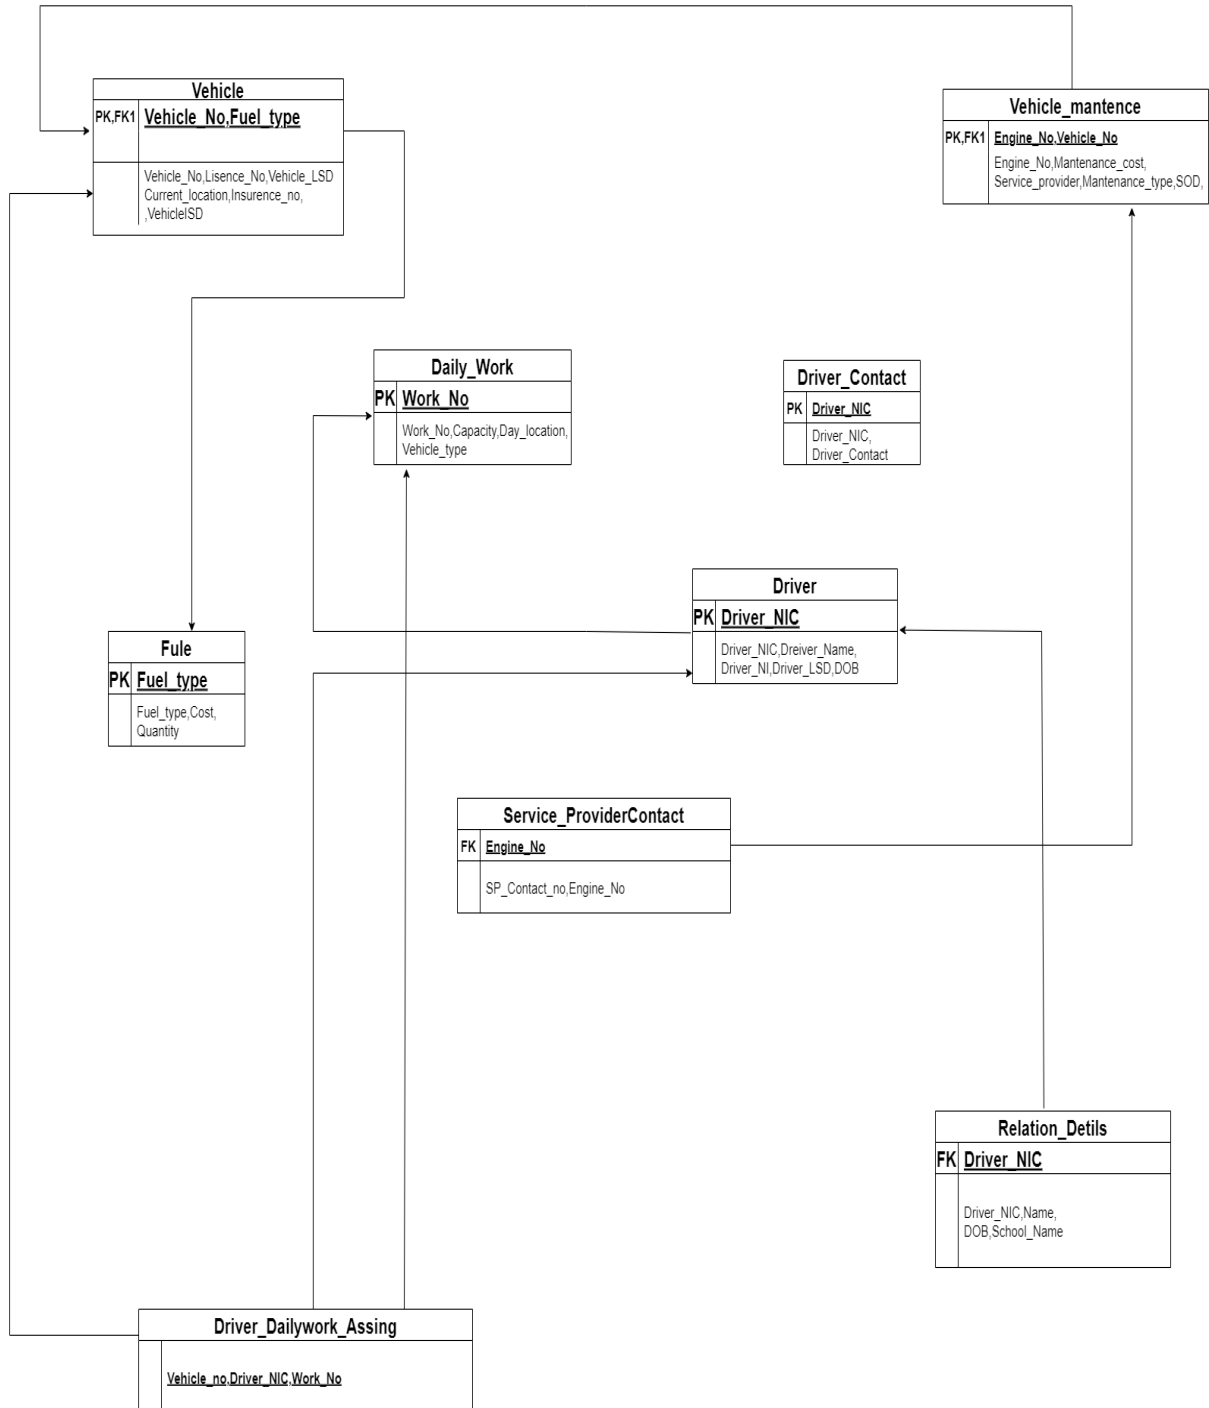 Vehicle
PK,FK1 Vehicle_No,Fuel_type
Vehicle_No,Lisence_No,Vehicle_LSD
Current_location,Insurence_no,
,VehicleISD
Vehicle_mantence
PK,FK1 Engine_No,Vehicle_No
Engine_No,Mantenance_cost,
Service_provider,Mantenance_type,SOD,
Daily_Work
PK Work_No
Work_No,Capacity,Day_location,
Vehicle_type
Driver_Contact
PK Driver_NIC
Driver_NIC,
Driver_Contact
Driver
PK Driver_NIC
Driver_NIC,Dreiver_Name,
Driver_NI,Driver_LSD,DOB
Fule
PK Fuel_type
Fuel_type,Cost,
Quantity
Service_ProviderContact
FK Engine_No
SP_Contact_no,Engine_No
Relation_Detils
FK Driver_NIC
Driver_NIC,Name,
DOB,School_Name
Driver_Dailywork_Assing
Vehicle_no,Driver_NIC,Work_No